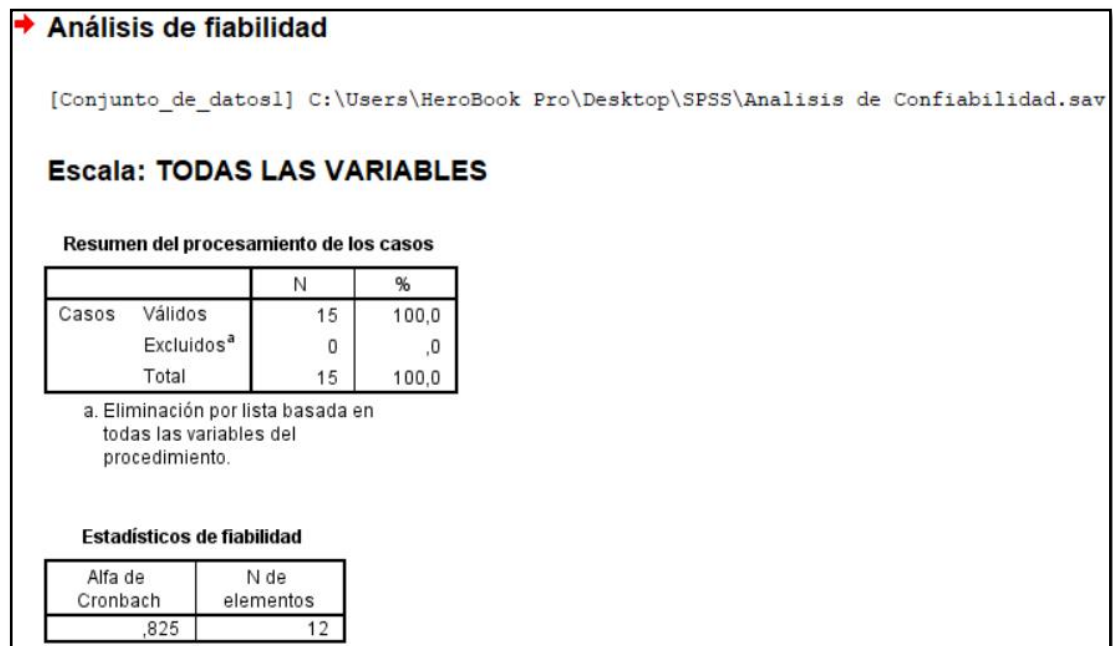 Análisis de fiabilidad
[Conjunto_de_datos1] C:\Users\HeroBook Pro\Desktop\SPSS\Analisis de Confiabilidad.sav
Escala: TODAS LAS VARIABLES
Resumen del procesamiento de los casos
N %
Casos Válidos 15 100,0
Excluidosª 0 ,0
Total 15 100,0
a. Eliminación por lista basada en
todas las variables del
procedimiento.
Estadísticos de fiabilidad
Alfa de N de
Cronbach elementos
,825 12